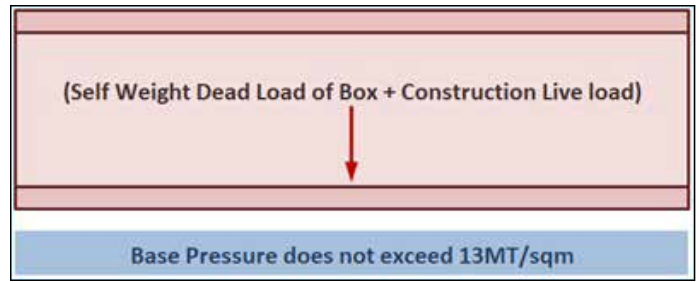 (Self Weight Dead Load of Box + Construction Live load)
Base Pressure does not exceed 13MT/sqm